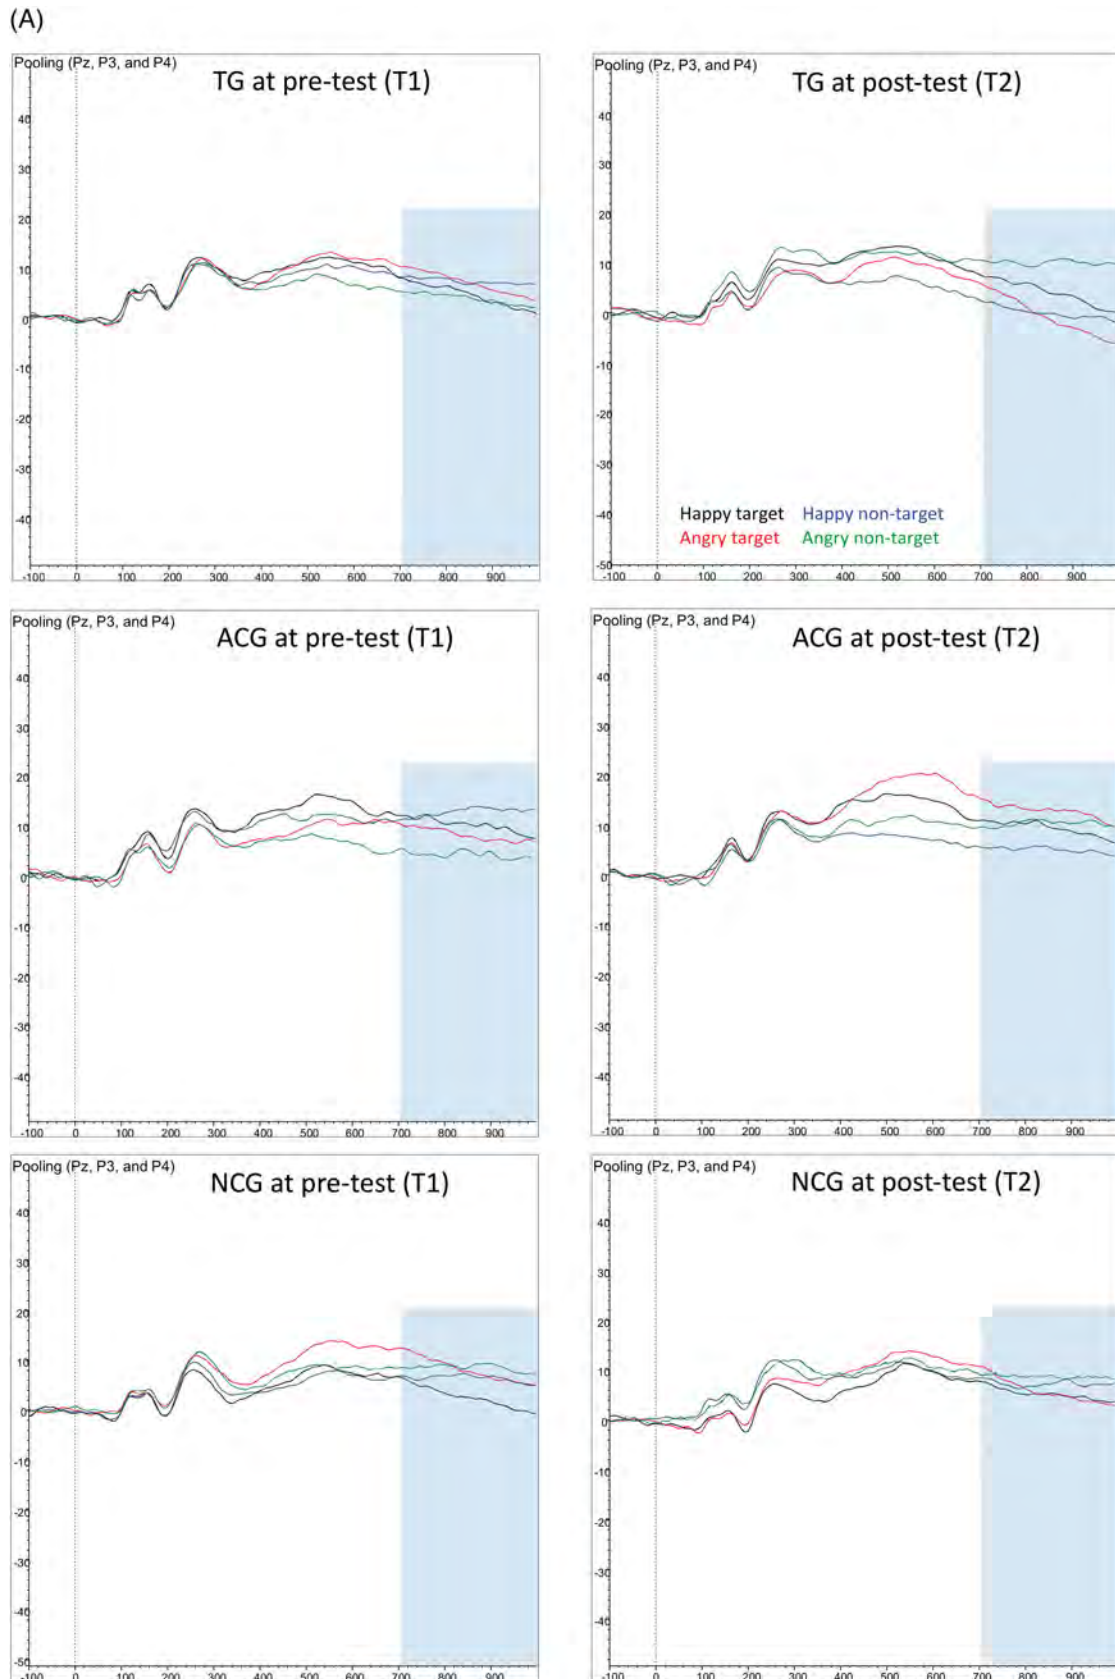 (A)
Pooling (Pz, P3, and P4)
TG at pre-test (T1)
40
30
20
10
0
-10
-20
-30
-40
-100 0 100 200 300 400 500 600 700 800 900
Pooling (Pz, P3, and P4)
TG at post-test (T2)
40
30
20
10
0
-10
-20
-30
-40
Happy target Happy non-target
Angry target Angry non-target
-50
-100 0 100 200 300 400 500 600 700 800 900
Pooling (Pz, P3, and P4)
ACG at pre-test (T1)
40
30
20
10
0
-10
-20
-30
-40
-100 0 100 200 300 400 500 600 700 800 900
Pooling (Pz, P3, and P4)
ACG at post-test (T2)
40
30
20
10
0
-10
-20
-30
-40
-100 0 100 200 300 400 500 600 700 800 900
Pooling (Pz, P3, and P4)
NCG at pre-test (T1)
40
30
20
10
0
-10
-20
-30
-40
-50
-100 0 100 200 300 400 500 600 700 800 900
Pooling (Pz, P3, and P4)
NCG at post-test (T2)
40
30
20
10
0
-10
-20
-30
-40
-100 0 100 200 300 400 500 600 700 800 900